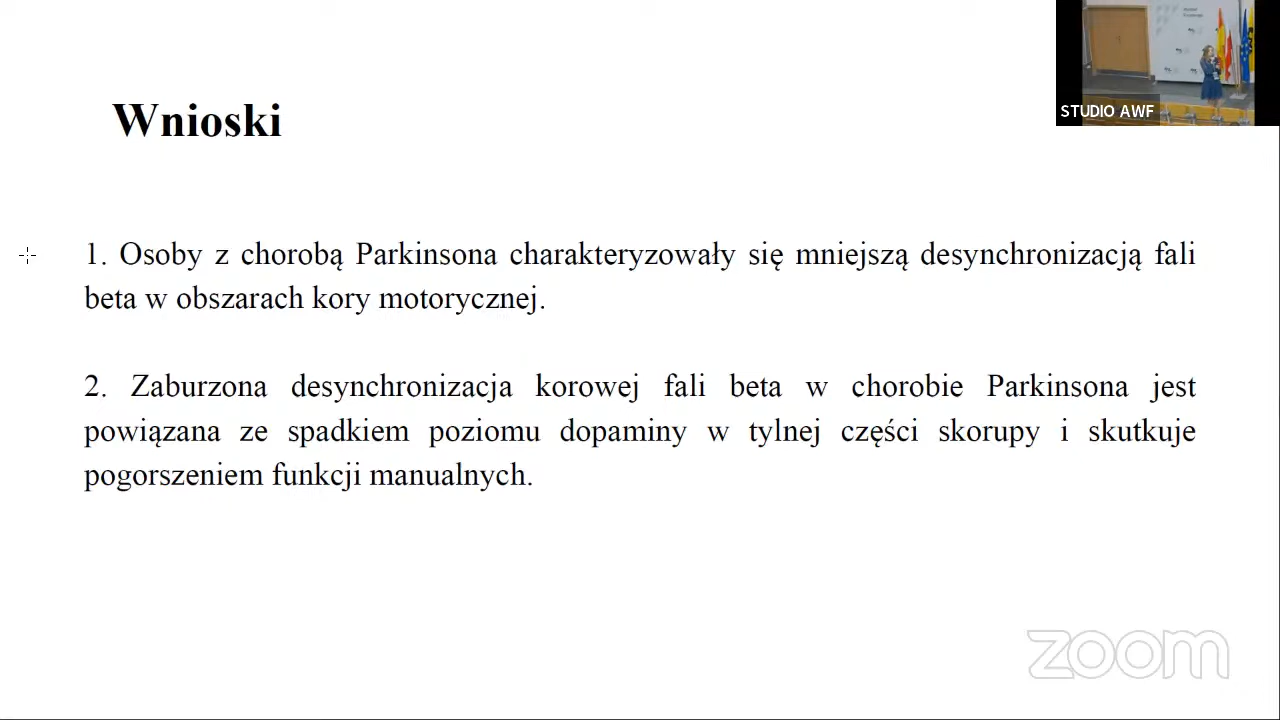 STUDIO AWF
Wnioski
1. Osoby z chorobą Parkinsona charakteryzowały się mniejszą desynchronizacją fali
beta w obszarach kory motorycznej.
2. Zaburzona desynchronizacja korowej fali beta w chorobie Parkinsona jest
powiązana ze spadkiem poziomu dopaminy w tylnej części skorupy i skutkuje
pogorszeniem funkcji manualnych.
zoom